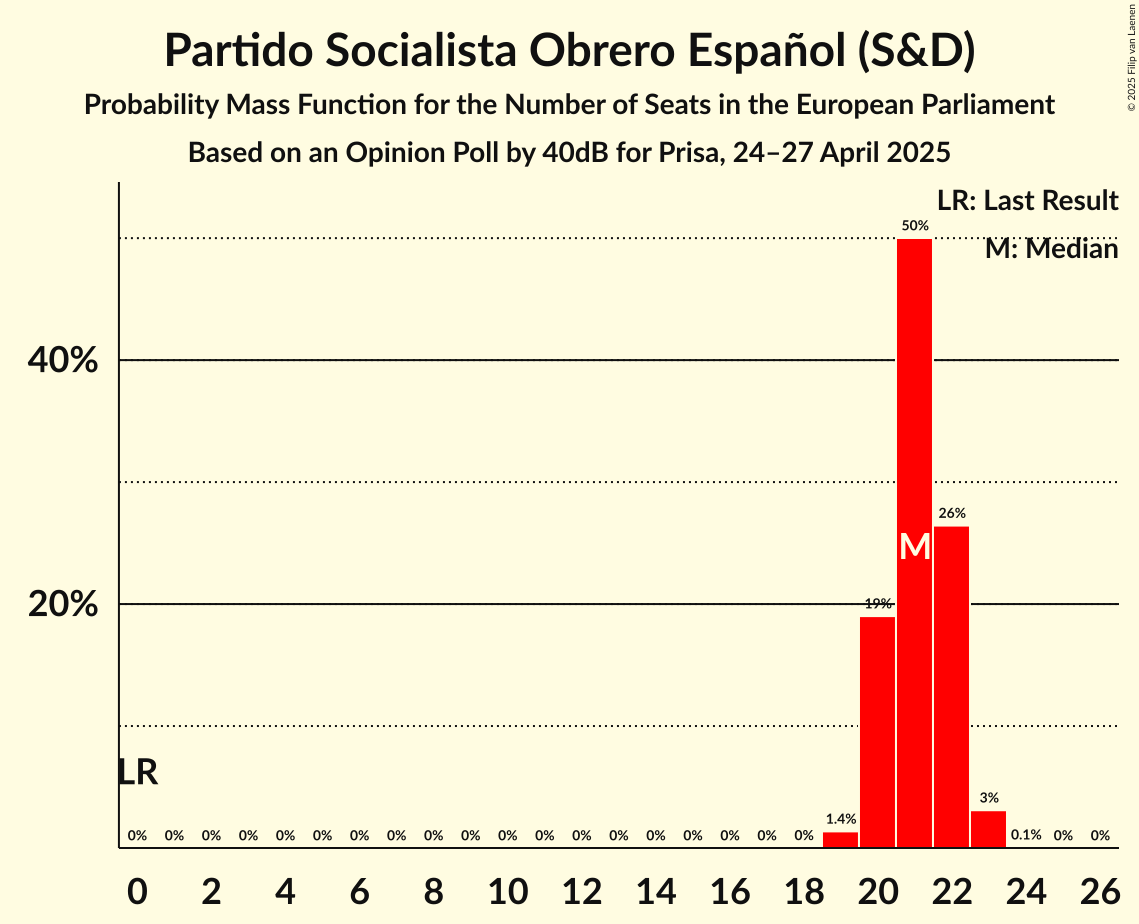 Partido Socialista Obrero Español (S&D)
Probability Mass Function for the Number of Seats in the European Parliament
Based on an Opinion Poll by 40dB for Prisa, 24–27 April 2025
© 2025 Filip van Laenen
LR: Last Result
M: Median
50%
40%
26%
M
20%
19%
LR
3%
1.4%
0% 0% 0% 0% 0% 0% 0% 0% 0% 0% 0% 0% 0% 0% 0% 0% 0% 0% 0% 0.1% 0% 0%
0 2 4 6 8 10 12 14 16 18 20 22 24 26